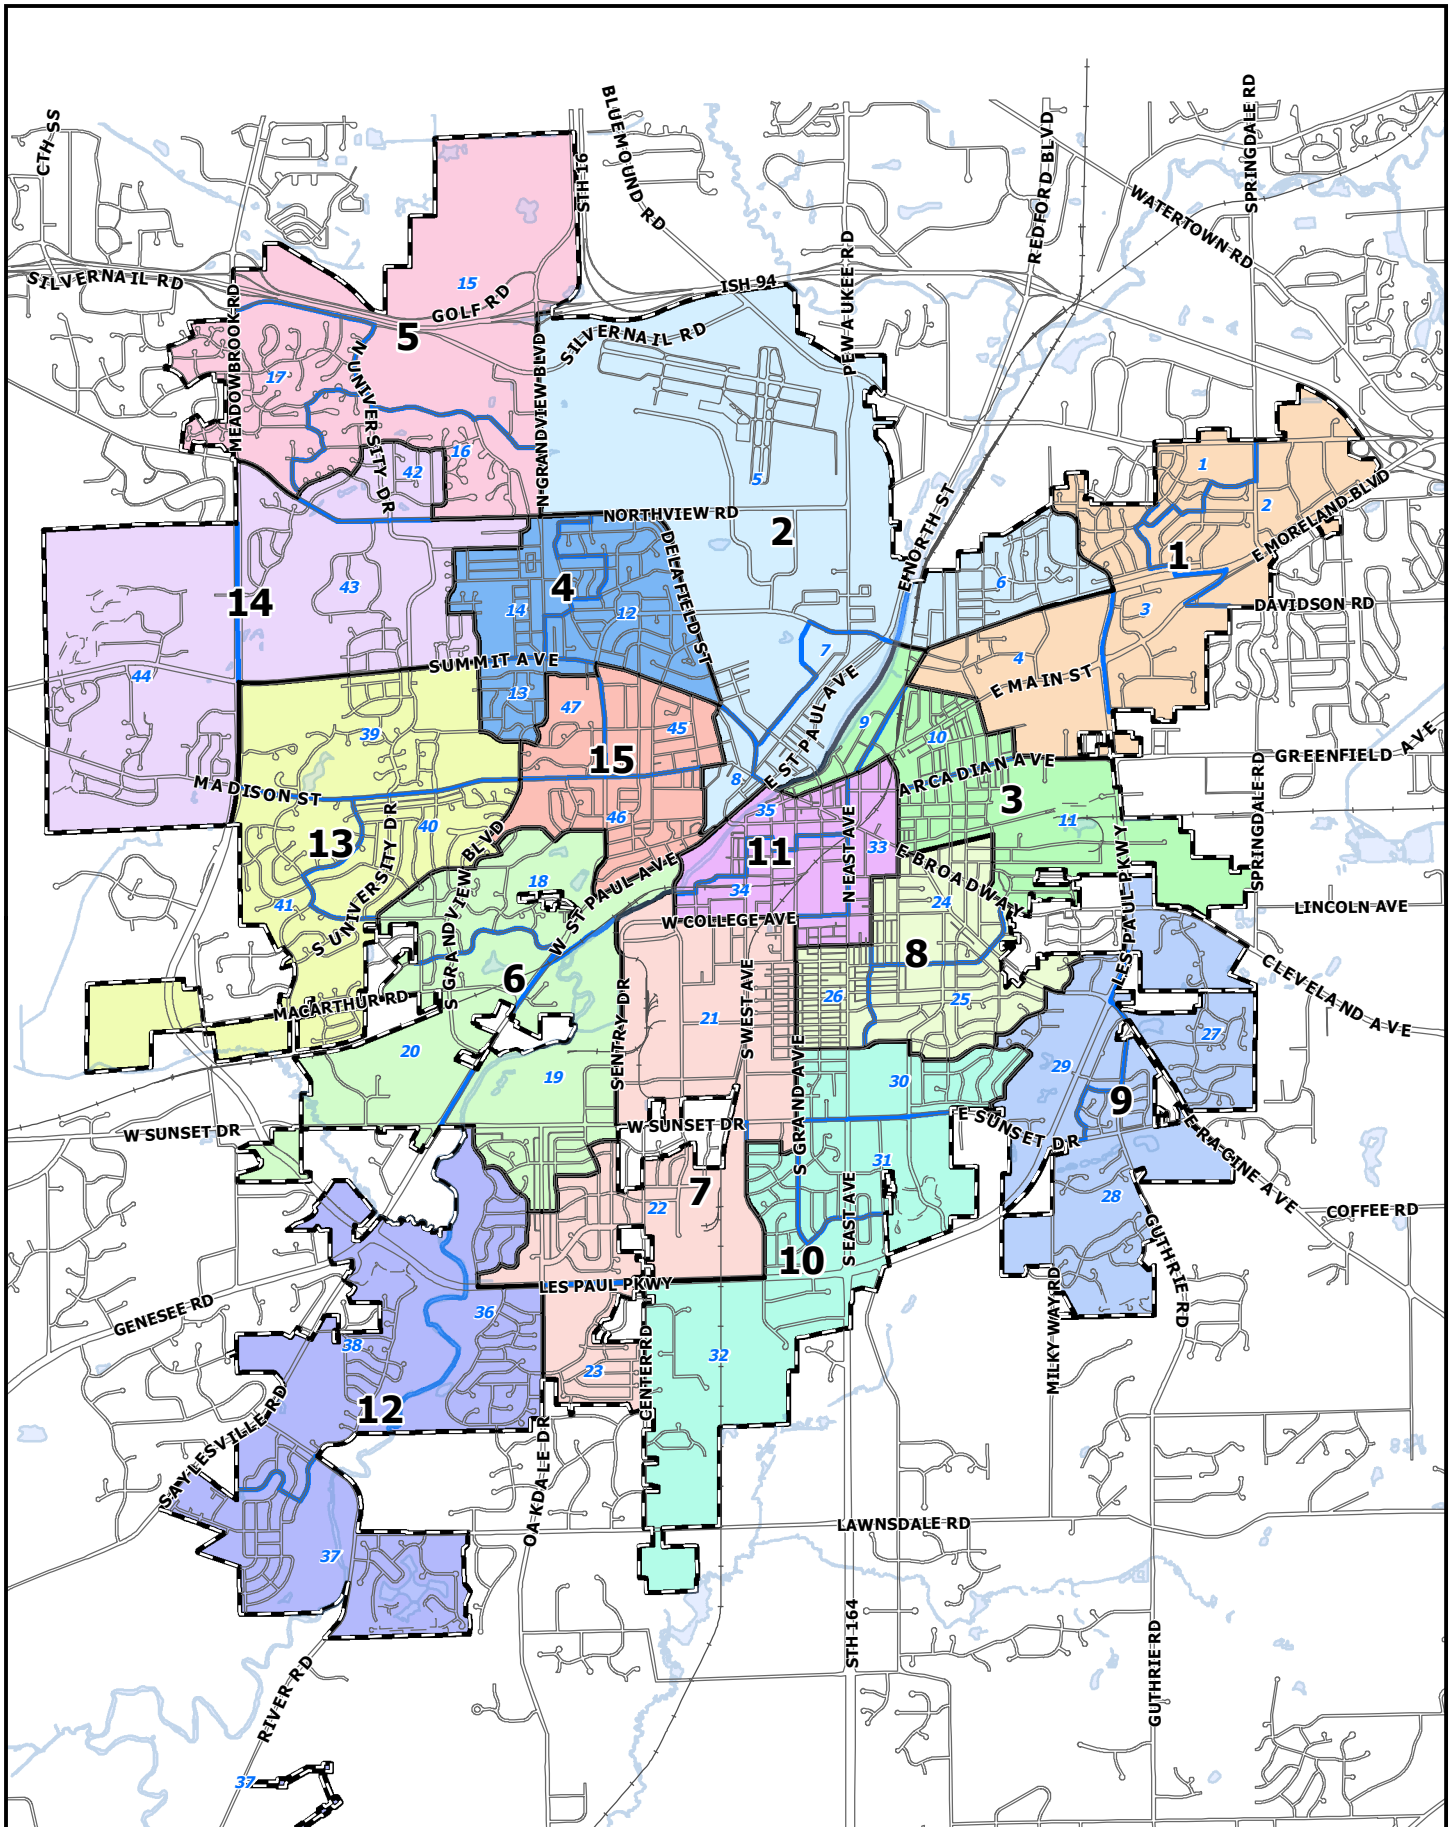 CTH SS
BLUEMOUND RD
STH 16
REDFORD BLVD
SPRINGDALE RD
WATERTOWN RD
PEWAUKEE RD
SILVERNAIL RD
MEADOWBROOK RD
15
GOLF RD
ISH 94
SILVERNAIL RD
5
N UNIVERSITY DR
N GRANDVIEW BLVD
17
16
42
5
1
2
E MORELAND BLVD
NORTHVIEW RD
2
E NORTH ST
1
6
DELAFIELD ST
4
14
12
43
14
3
DAVIDSON RD
7
4
SUMMIT AVE
E MAIN ST
44
13
47
45
E ST PAUL AVE
9
10
39
15
GREENFIELD AVE
MADISON ST
8
ARCADIAN AVE
3
SPRINGDALE RD
40
46
35
11
13
S UNIVERSITY DR
BLVD
S GRANDVIEW
11
33
N EAST AVE
E BROADWAY
LES PAUL PKWY
18
W ST PAUL AVE
34
24
41
W COLLEGE AVE
LINCOLN AVE
6
8
CLEVELAND AVE
MACARTHUR RD
26
25
21
S WEST AVE
SENTRY DR
27
20
19
S GRAND AVE
30
29
9
W SUNSET DR
W SUNSET DR
E SUNSET DR
E RACINE AVE
31
22
7
28
S EAST AVE
COFFEE RD
10
GUTHRIE RD
LES PAUL PKWY
GENESEE RD
36
38
32
CENTER RD
MILKY WAY RD
23
12
SAYLESVILLE RD
OAKDALE DR
LAWNSDALE RD
37
STH 164
GUTHRIE RD
RIVER RD
37